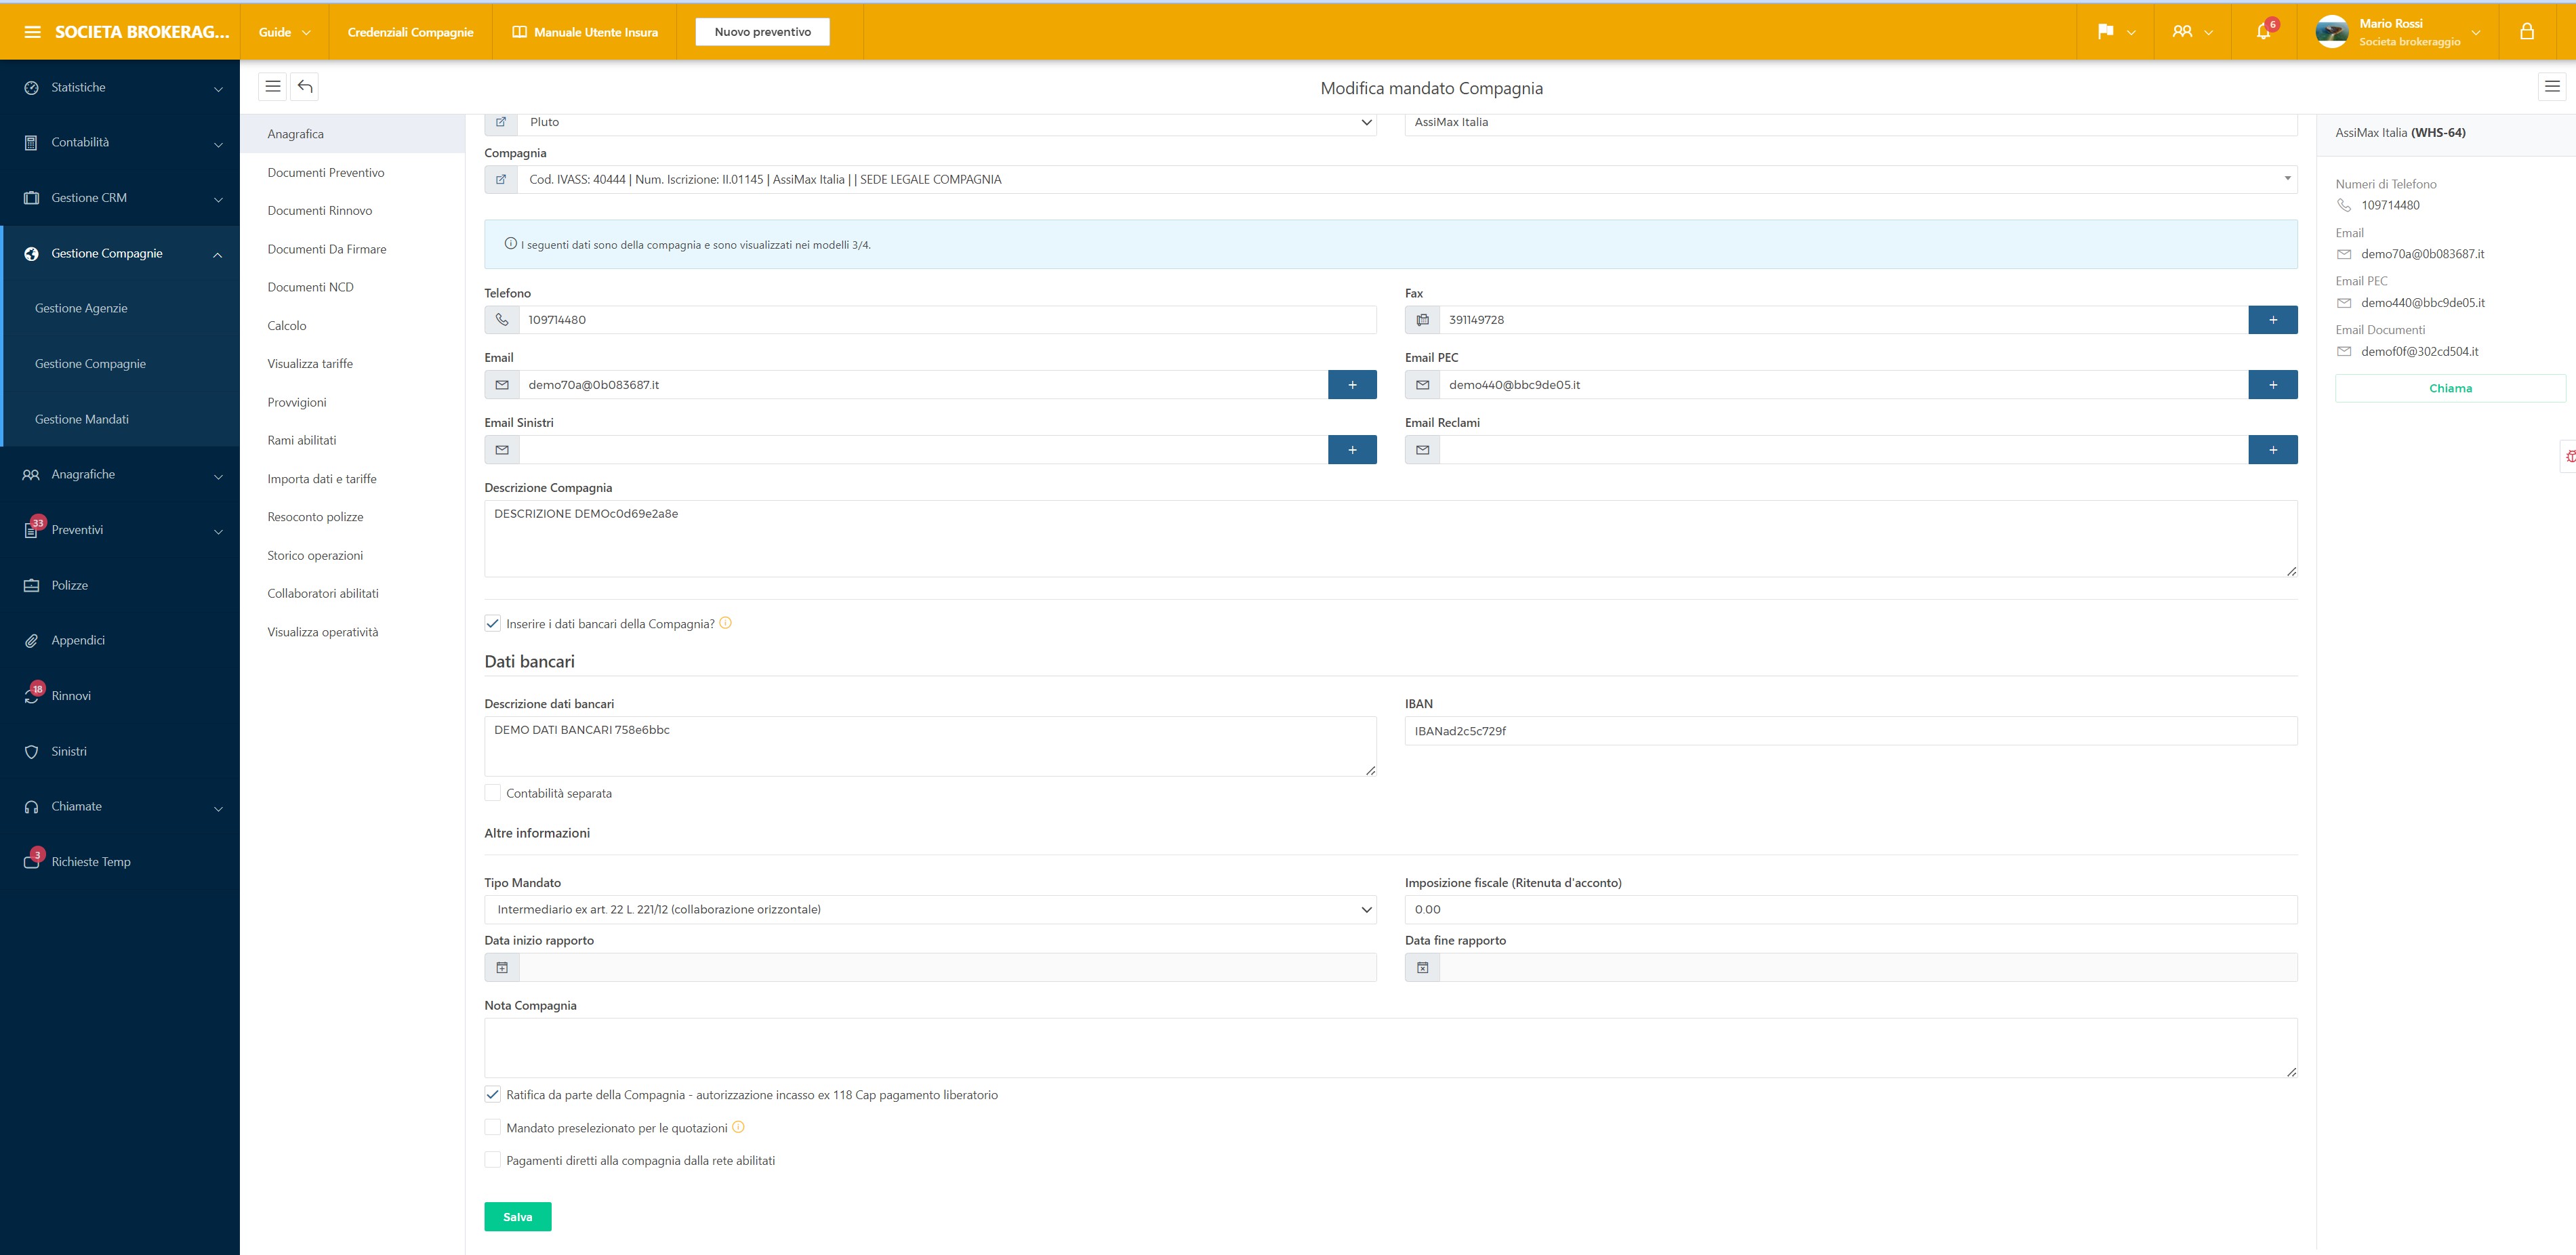 SOCIETA BROKERAG...
Guide
Credenziali Compagnie
Manuale Utente Insura
Nuovo preventivo
6
Mario Rossi
Societa brokeraggio
Statistiche
Contabilità
Gestione CRM
Gestione Compagnie
Gestione Agenzie
Gestione Compagnie
Gestione Mandati
Anagrafiche
33
Preventivi
Polizze
Appendici
18
Rinnovi
Sinistri
Chiamate
3
Richieste Temp
Modifica mandato Compagnia
Anagrafica
Documenti Preventivo
Documenti Rinnovo
Documenti Da Firmare
Documenti NCD
Calcolo
Visualizza tariffe
Provvigioni
Rami abilitati
Importa dati e tariffe
Resoconto polizze
Storico operazioni
Collaboratori abilitati
Visualizza operatività
Pluto
AssiMax Italia
Compagnia
Cod. IVASS: 40444 | Num. Iscrizione: II.01145 | AssiMax Italia | | SEDE LEGALE COMPAGNIA
I seguenti dati sono della compagnia e sono visualizzati nei modelli 3/4.
Telefono
109714480
Fax
391149728
+
Email
demo70a@0b083687.it
+
Email PEC
demo440@bbc9de05.it
+
Email Sinistri
+
Email Reclami
+
Descrizione Compagnia
DESCRIZIONE DEMOc0d69e2a8e
Inserire i dati bancari della Compagnia?
Dati bancari
Descrizione dati bancari
DEMO DATI BANCARI 758e6bbc
IBAN
IBANad2c5c729f
Contabilità separata
Altre informazioni
Tipo Mandato
Intermediario ex art. 22 L. 221/12 (collaborazione orizzontale)
Imposizione fiscale (Ritenuta d'acconto)
0.00
Data inizio rapporto
Data fine rapporto
Nota Compagnia
Ratifica da parte della Compagnia - autorizzazione incasso ex 118 Cap pagamento liberatorio
Mandato preselezionato per le quotazioni
Pagamenti diretti alla compagnia dalla rete abilitati
Salva
AssiMax Italia (WHS-64)
Numeri di Telefono
109714480
Email
demo70a@0b083687.it
Email PEC
demo440@bbc9de05.it
Email Documenti
demof0f@302cd504.it
Chiama